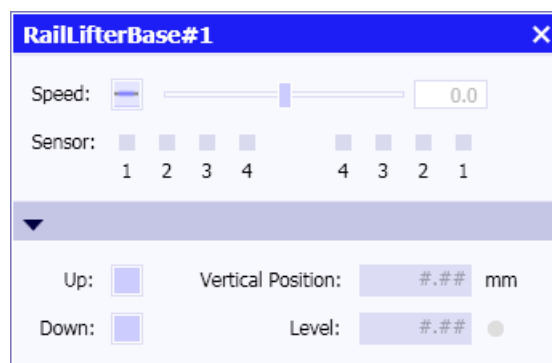 RailLifterBase#1
Speed: 0.0
Sensor:
1 2 3 4 4 3 2 1
Up: Vertical Position: #.## mm
Down: Level: #.##